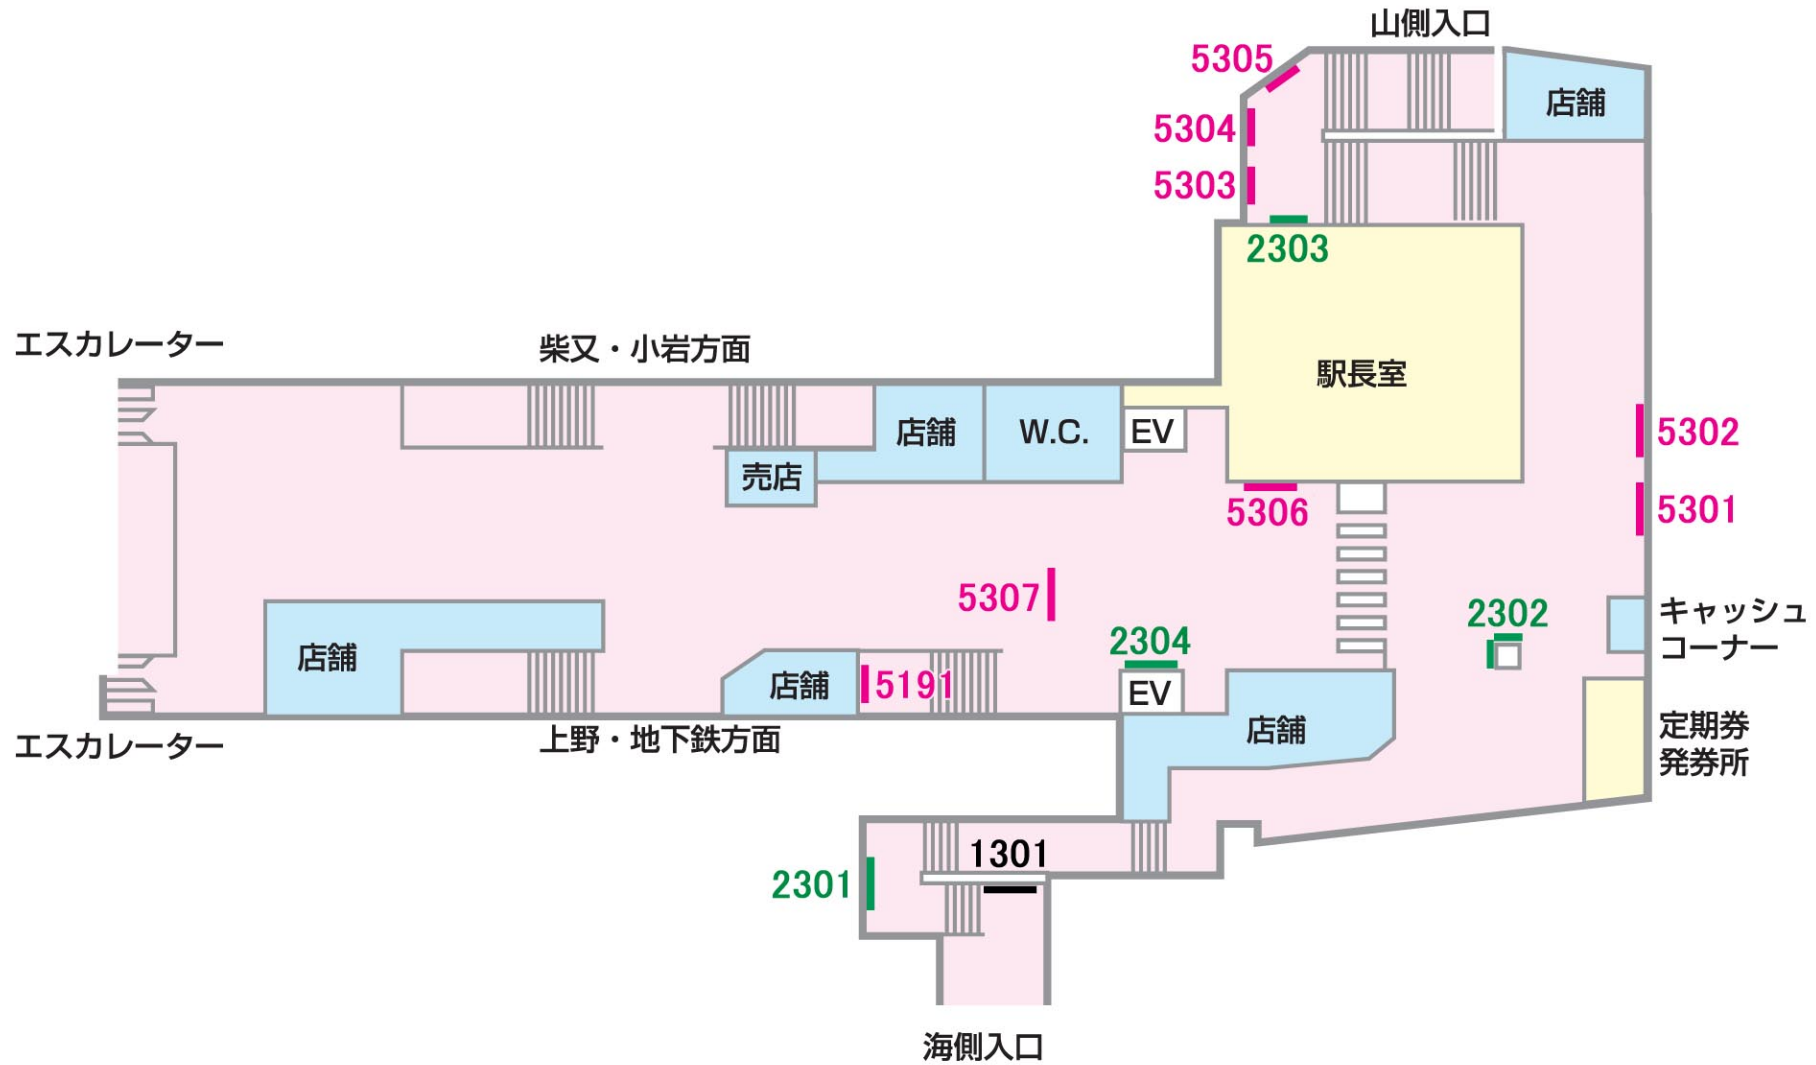 山側入口
5305
店舗
5304
5303
2303
エスカレーター
柴又・小岩方面
駅長室
店舗
W.C.
EV
5302
売店
5306
5301
5307
2304
2302
キャッシュ
コーナー
店舗
店舗
5191
EV
エスカレーター
上野・地下鉄方面
店舗
定期券
発券所
1301
2301
海側入口